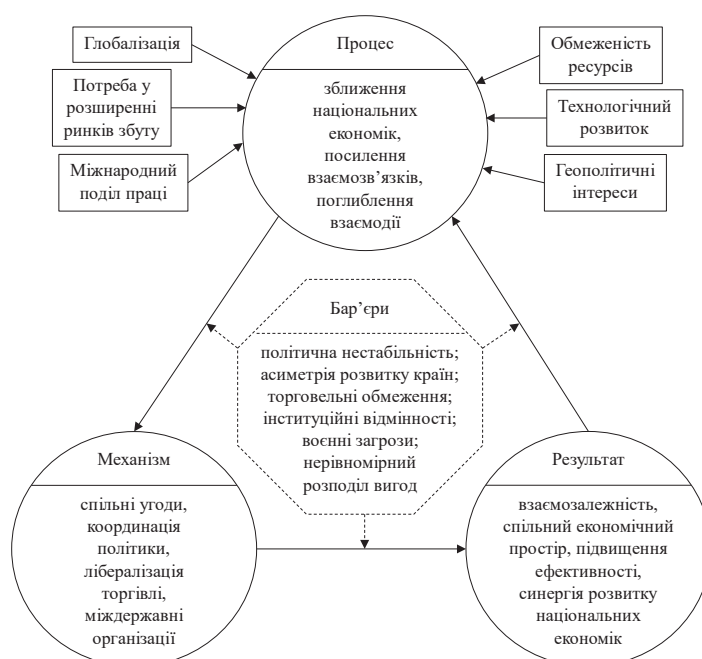 Глобалізація
Потреба у
розширенні
ринків збуту
Міжнародний
поділ праці
Процес
зближення
національних
економік,
посилення
взаємозв’язків,
поглиблення
взаємодії
Обмеженість
ресурсів
Технологічний
розвиток
Геополітичні
інтереси
Бар’єри
політична нестабільність;
асиметрія розвитку країн;
торговельні обмеження;
інституційні відмінності;
воєнні загрози;
нерівномірний
розподіл вигод
Механізм
спільні угоди,
координація
політики,
лібералізація
торгівлі,
міждержавні
організації
Результат
взаємозалежність,
спільний економічний
простір, підвищення
ефективності,
синергія розвитку
національних
економік